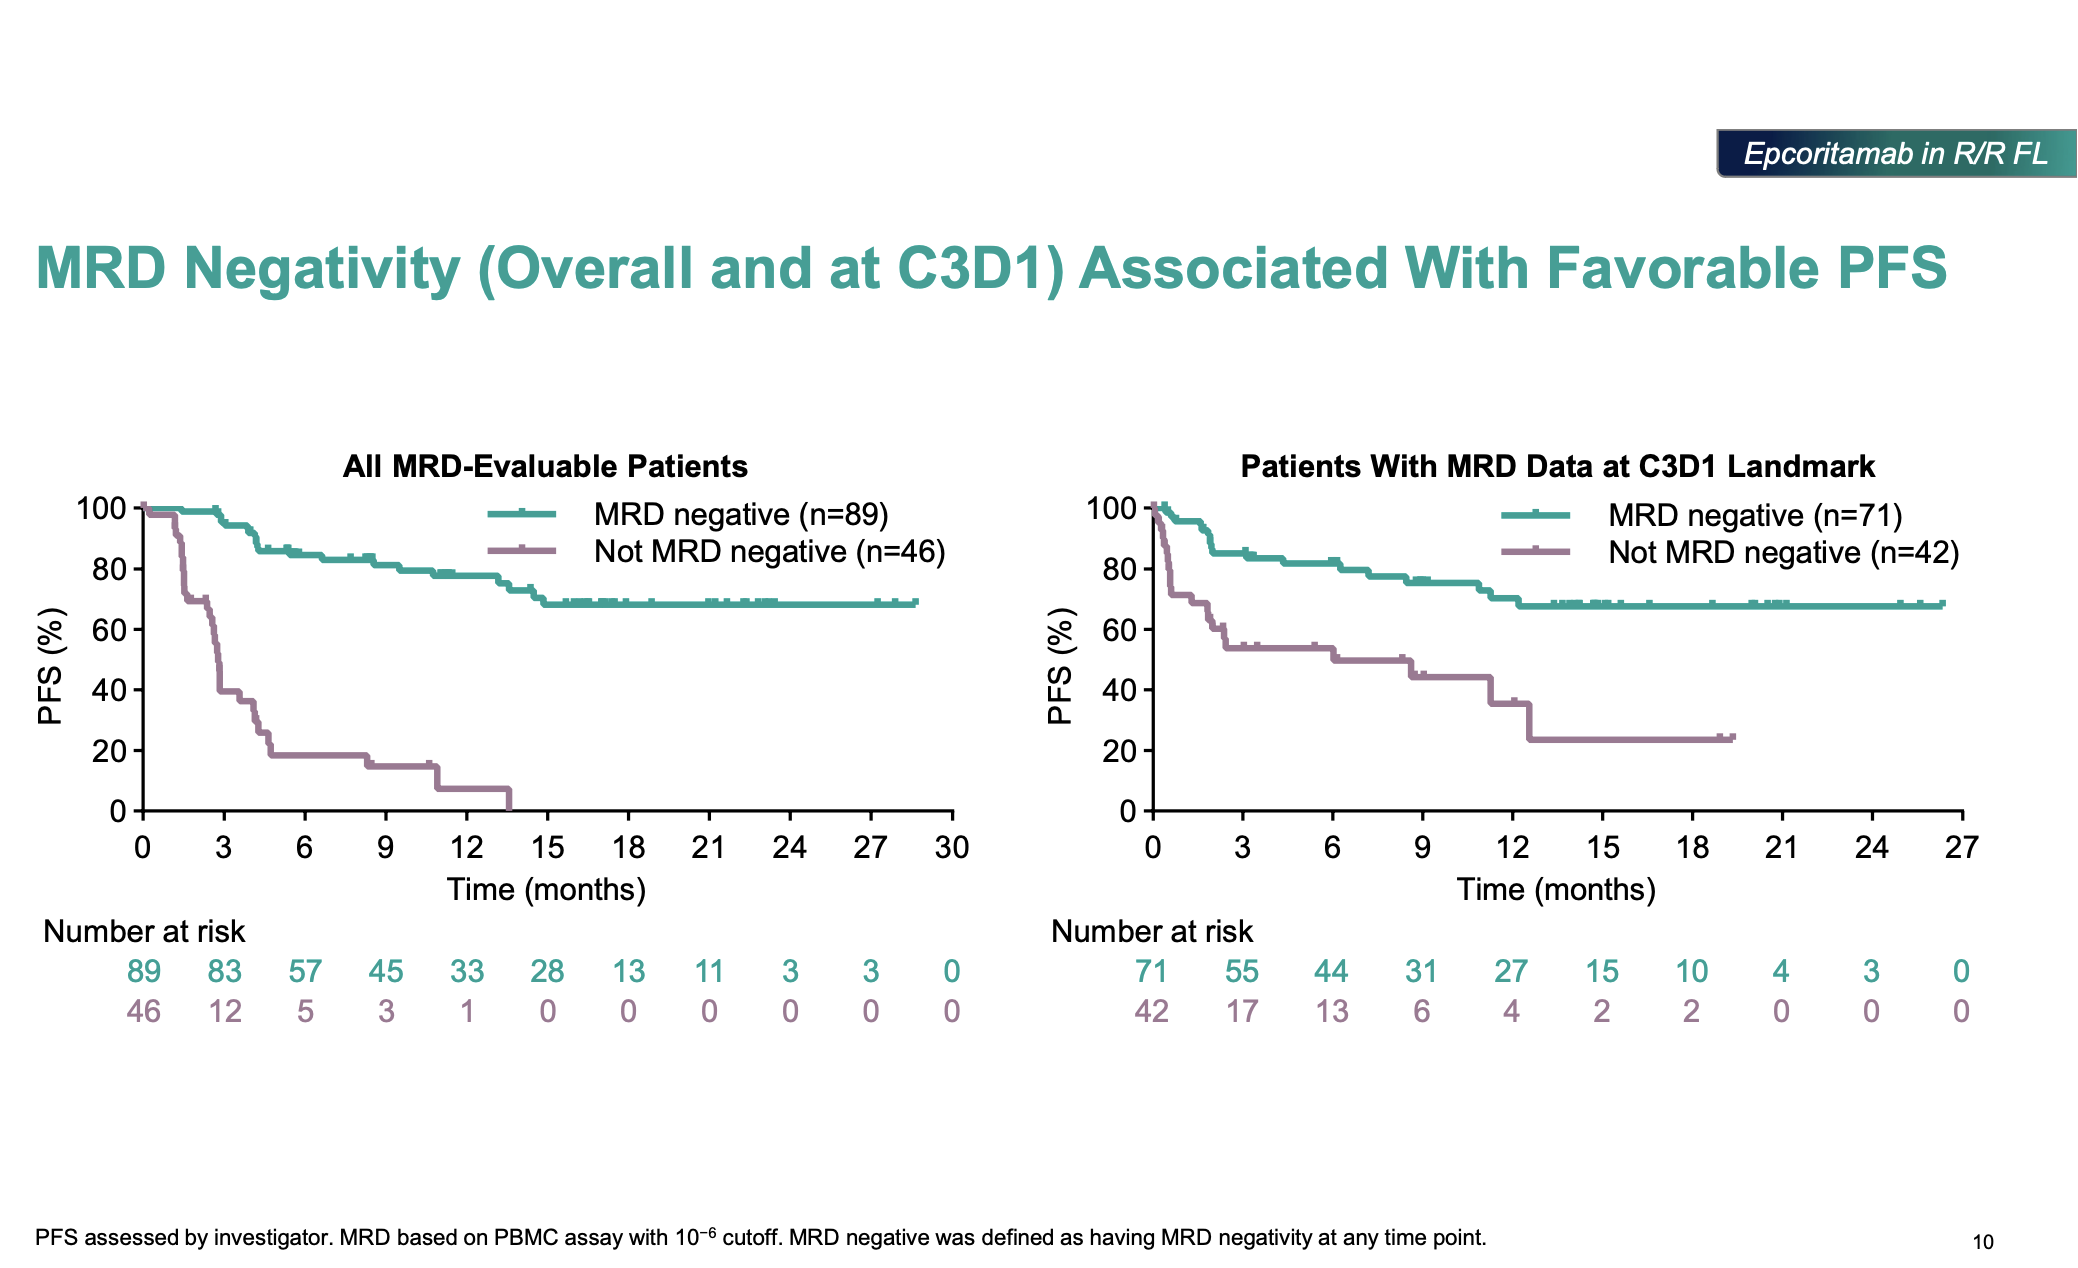 Epcoritamab in R/R FL
MRD Negativity (Overall and at C3D1) Associated With Favorable PFS
All MRD-Evaluable Patients
MRD negative (n=89)
Not MRD negative (n=46)
PFS (%)
100
80
60
40
20
0
0 3 6 9 12 15 18 21 24 27 30
Time (months)
Number at risk
89 83 57 45 33 28 13 11 3 3 0
46 12 5 3 1 0 0 0 0 0 0
Patients With MRD Data at C3D1 Landmark
MRD negative (n=71)
Not MRD negative (n=42)
PFS (%)
100
80
60
40
20
0
0 3 6 9 12 15 18 21 24 27
Time (months)
Number at risk
71 55 44 31 27 15 10 4 3 0
42 17 13 6 4 2 2 0 0 0
PFS assessed by investigator. MRD based on PBMC assay with 10⁻⁶ cutoff. MRD negative was defined as having MRD negativity at any time point.
10